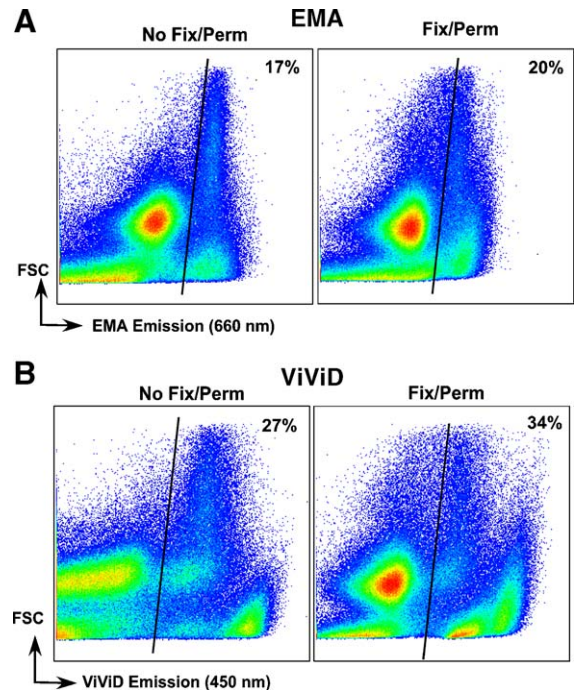 A
EMA
No Fix/Perm
Fix/Perm
17%
20%
FSC
EMA Emission (660 nm)
B
ViViD
No Fix/Perm
Fix/Perm
27%
34%
FSC
ViViD Emission (450 nm)